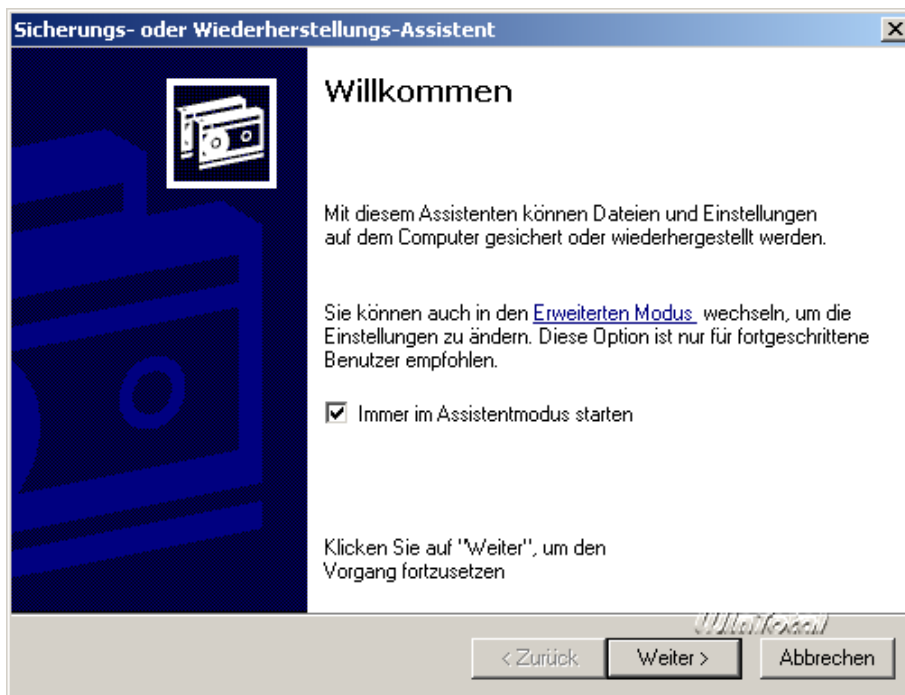 Sicherungs- oder Wiederherstellungs-Assistent
Willkommen
Mit diesem Assistenten können Dateien und Einstellungen
auf dem Computer gesichert oder wiederhergestellt werden.
Sie können auch in den Erweiterten Modus wechseln, um die
Einstellungen zu ändern. Diese Option ist nur für fortgeschrittene
Benutzer empfohlen.
Immer im Assistentmodus starten
Klicken Sie auf "Weiter", um den
Vorgang fortzusetzen
WinTotal
< Zurück Weiter > Abbrechen